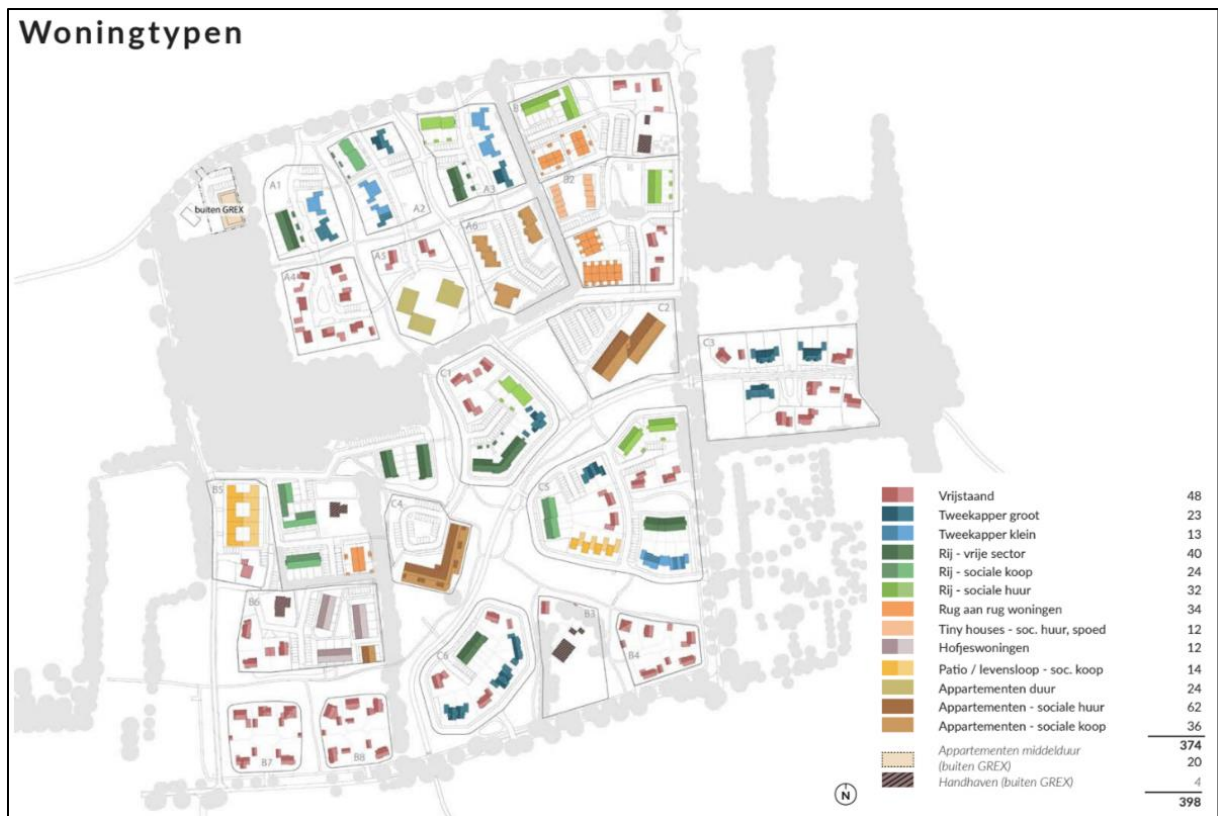 Woningtypen
B
A1
A2
A3
B2
buiten GREX
A6
A5
A4
C2
C3
C1
C5
B5
C4
B6
B3
C6
B4
B7
B8
Vrijstaand 48
Tweekapper groot 23
Tweekapper klein 13
Rij - vrije sector 40
Rij - sociale koop 24
Rij - sociale huur 32
Rug aan rug woningen 34
Tiny houses - soc. huur, spoed 12
Hofjeswoningen 12
Patio / levensloop - soc. koop 14
Appartementen duur 24
Appartementen - sociale huur 62
Appartementen - sociale koop 36
374
Appartementen middelduur 20
(buiten GREX)
Handhaven (buiten GREX) 4
398
N